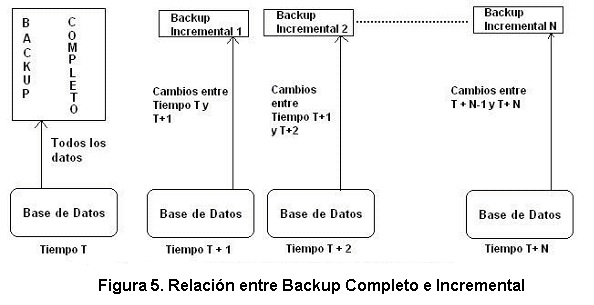 BACKUP
COMPLETO
Backup
Incremental 1
Backup
Incremental 2
Backup
Incremental N
Todos los
datos
Cambios entre
Tiempo T y
T+1
Cambios
entre
Tiempo T+1
y T+2
Cambios entre
T + N-1 y T+ N
Base de Datos
Base de Datos
Base de Datos
Base de Datos
Tiempo T
Tiempo T + 1
Tiempo T + 2
Tiempo T+ N
Figura 5. Relación entre Backup Completo e Incremental